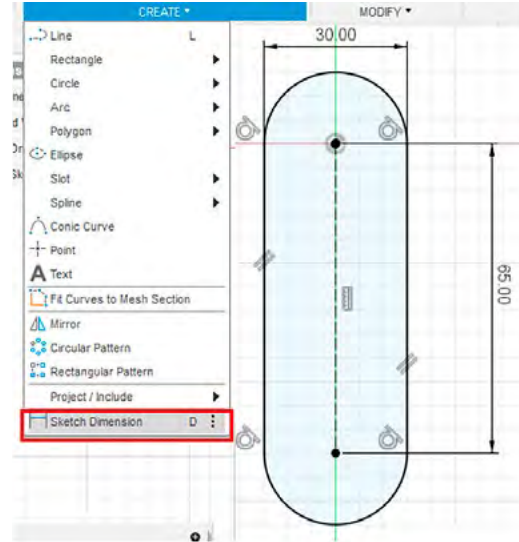 CREATE
MODIFY
Line L
Rectangle
Circle
Arc
Polygon
Ellipse
Slot
Spline
Conic Curve
Point
A Text
Fit Curves to Mesh Section
Mirror
Circular Pattern
Rectangular Pattern
Project / Include
Sketch Dimension D
30.00
65.00